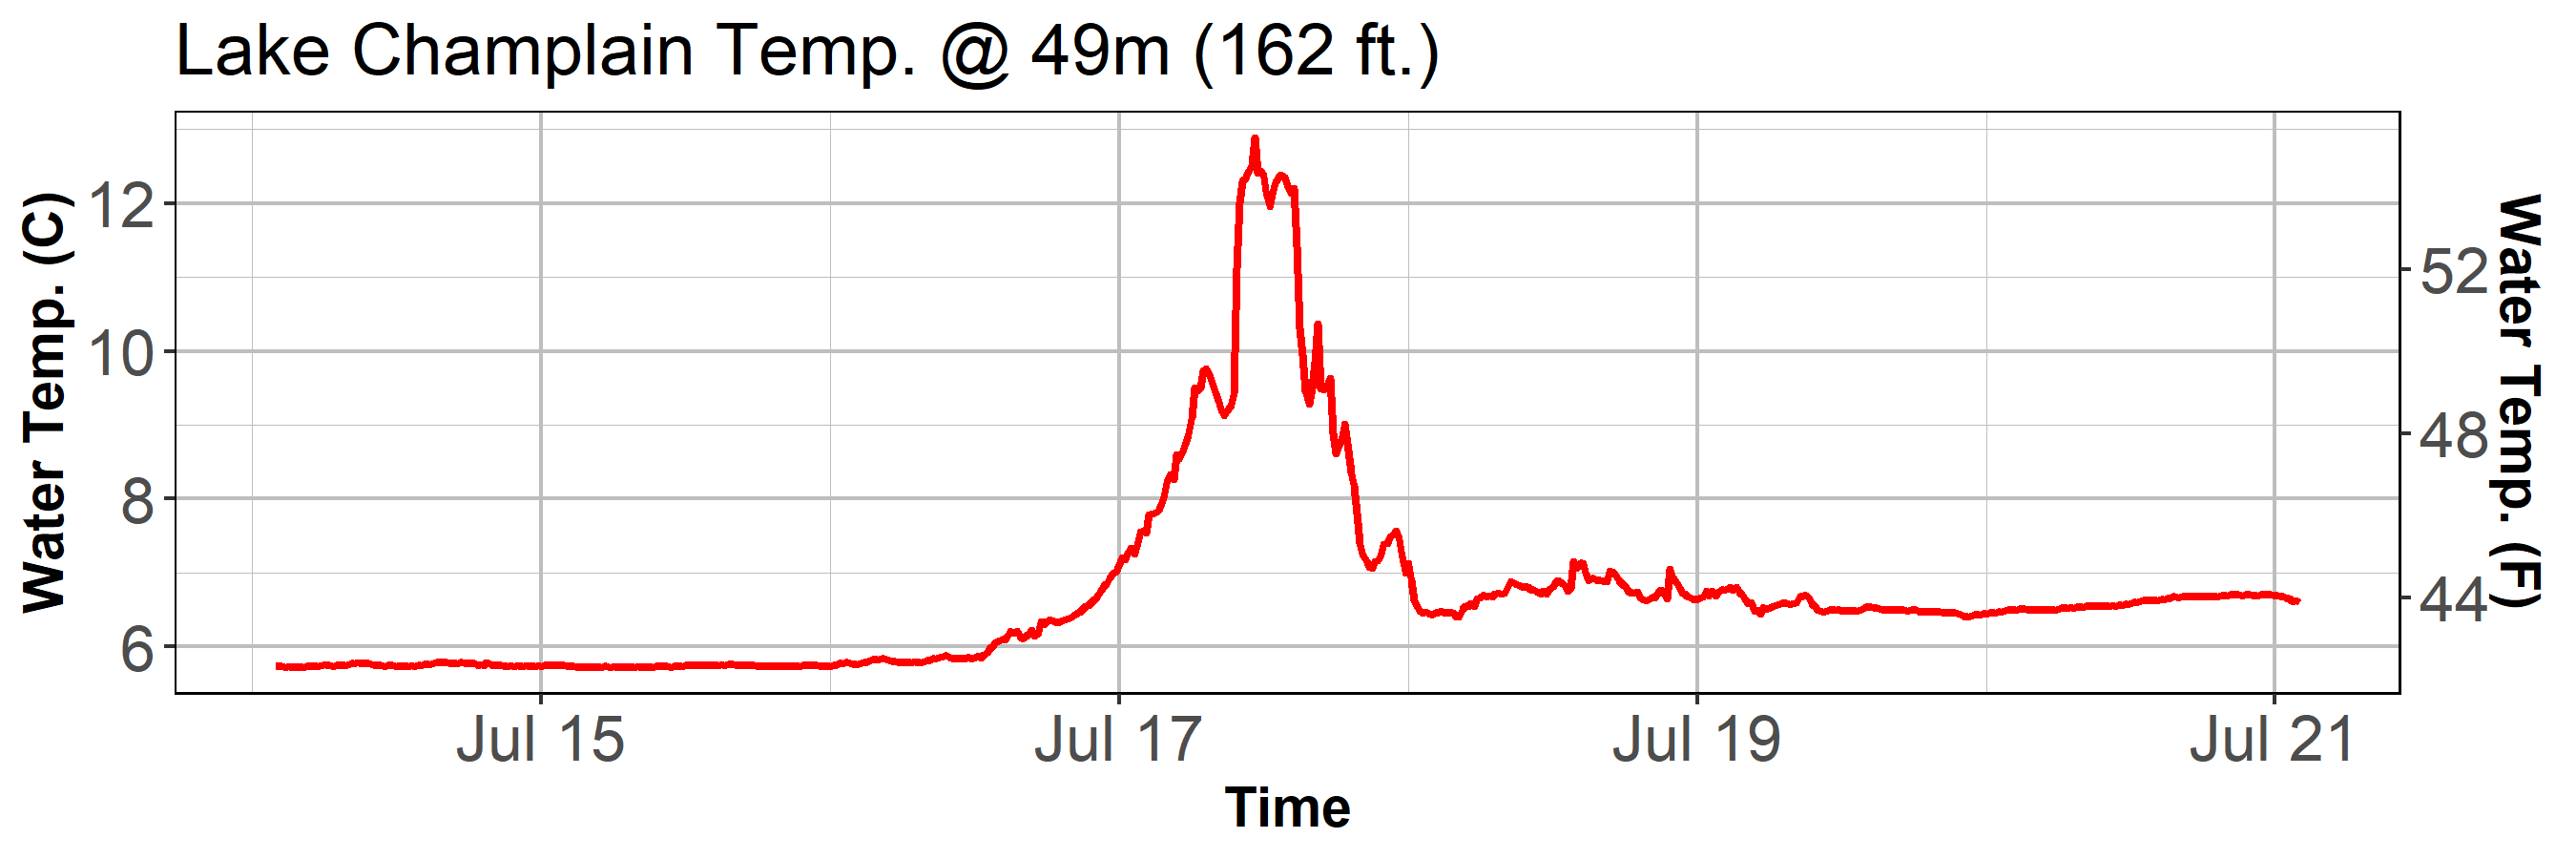 Lake Champlain Temp. @ 49m (162 ft.)
Water Temp. (C)
12
10
8
6
52
48
44
Water Temp. (F)
Jul 15
Jul 17
Jul 19
Jul 21
Time